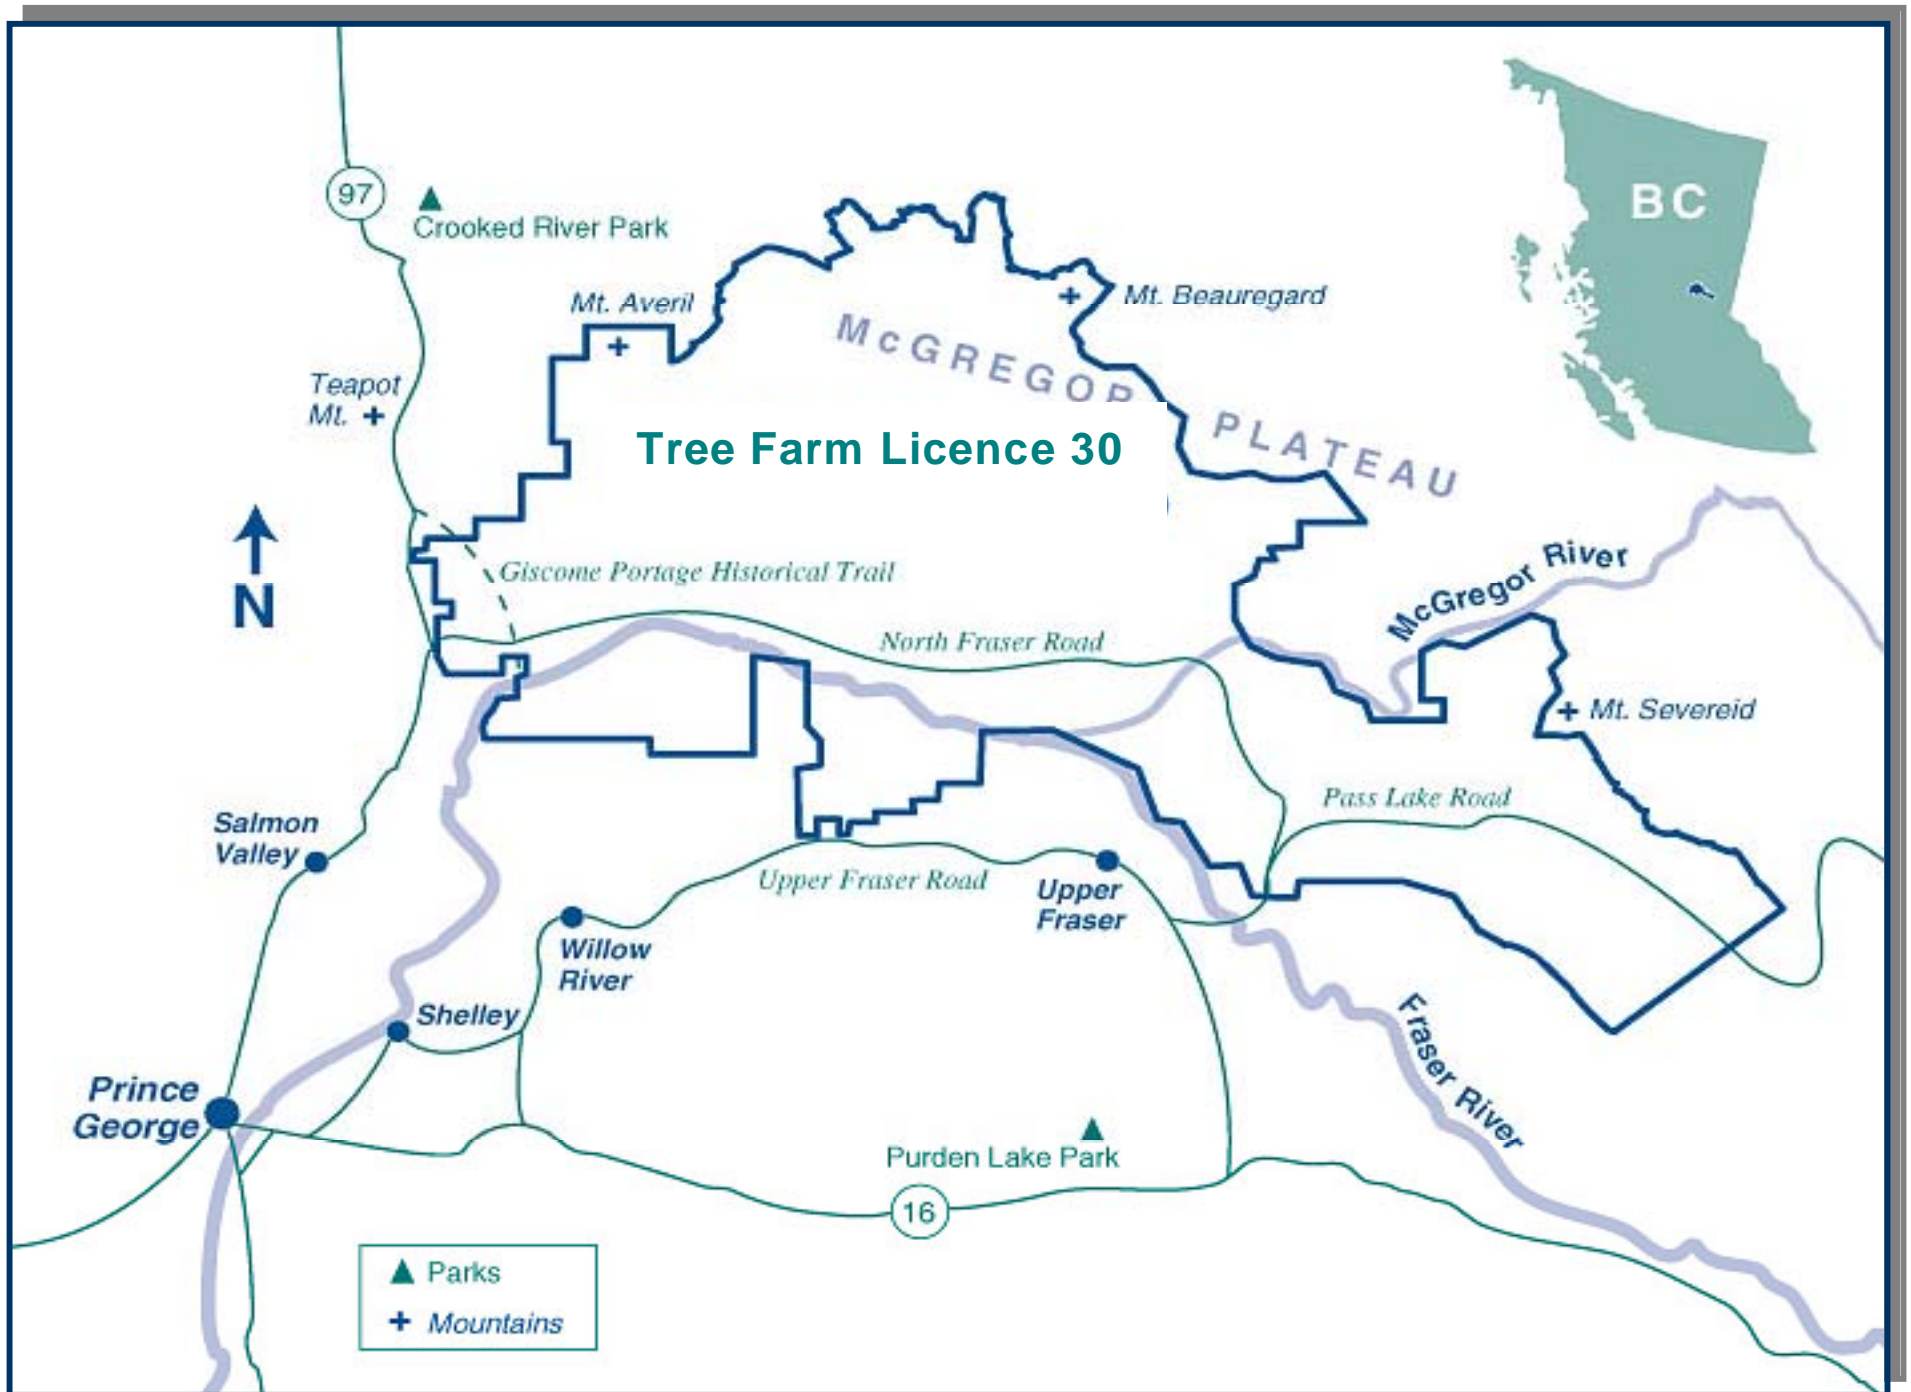 97
Crooked River Park
BC
Mt. Averil
Mt. Beauregard
McGREGOR
PLATEAU
Teapot
Mt.
Tree Farm Licence 30
N
Giscome Portage Historical Trail
McGregor River
North Fraser Road
Mt. Severeid
Pass Lake Road
Salmon
Valley
Upper Fraser Road
Upper
Fraser
Willow
River
Shelley
Fraser River
Prince
George
Purden Lake Park
16
Parks
Mountains